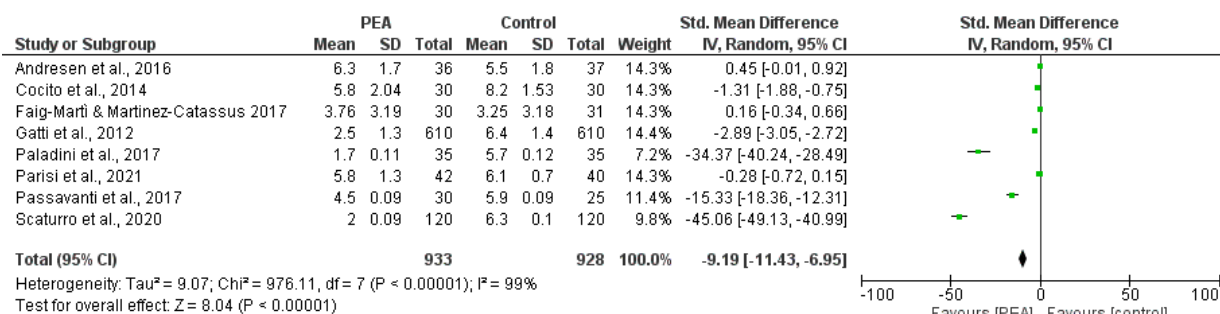 PEA Control Std. Mean Difference Std. Mean Difference
Study or Subgroup Mean SD Total Mean SD Total Weight IV, Random, 95% CI IV, Random, 95% CI
Andresen et al., 2016 6.3 1.7 36 5.5 1.8 37 14.3% 0.45 [-0.01, 0.92]
Cocito et al., 2014 5.8 2.04 30 8.2 1.53 30 14.3% -1.31 [-1.88, -0.75]
Faig-Martì & Martinez-Catassus 2017 3.76 3.19 30 3.25 3.18 31 14.3% 0.16 [-0.34, 0.66]
Gatti et al., 2012 2.5 1.3 610 6.4 1.4 610 14.4% -2.89 [-3.05, -2.72]
Paladini et al., 2017 1.7 0.11 35 5.7 0.12 35 7.2% -34.37 [-40.24, -28.49]
Parisi et al., 2021 5.8 1.3 42 6.1 0.7 40 14.3% -0.28 [-0.72, 0.15]
Passavanti et al., 2017 4.5 0.09 30 5.9 0.09 25 11.4% -15.33 [-18.36, -12.31]
Scaturro et al., 2020 2 0.09 120 6.3 0.1 120 9.8% -45.06 [-49.13, -40.99]
Total (95% CI) 933 928 100.0% -9.19 [-11.43, -6.95]
Heterogeneity: Tau² = 9.07; Chi² = 976.11, df = 7 (P < 0.00001); I² = 99%
Test for overall effect: Z = 8.04 (P < 0.00001)
-100 -50 0 50 100
Favours [PEA] Favours [control]